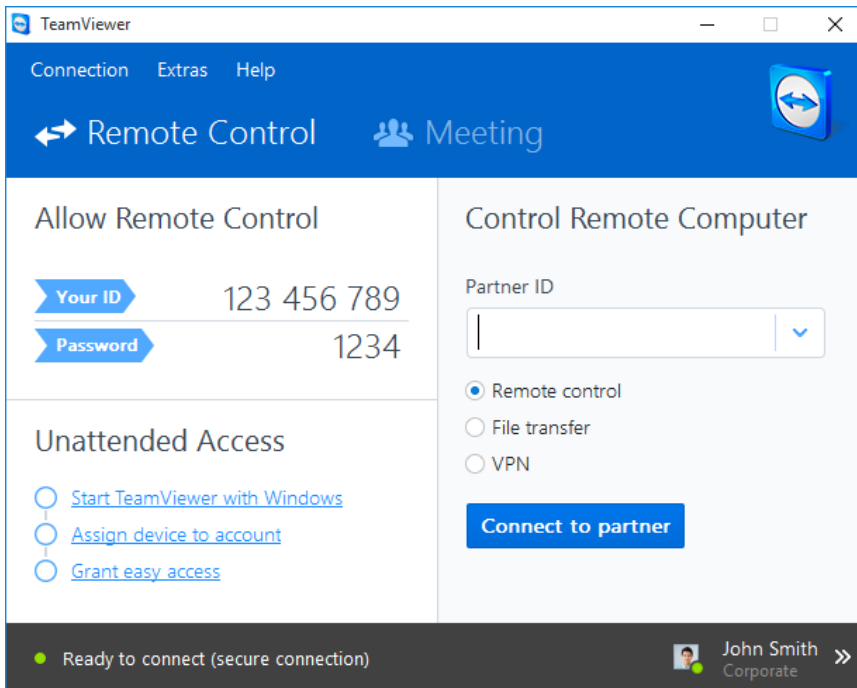 TeamViewer
Connection Extras Help
Remote Control Meeting
Allow Remote Control
Your ID 123 456 789
Password 1234
Unattended Access
Start TeamViewer with Windows
Assign device to account
Grant easy access
Control Remote Computer
Partner ID
Remote control
File transfer
VPN
Connect to partner
Ready to connect (secure connection)
John Smith
Corporate